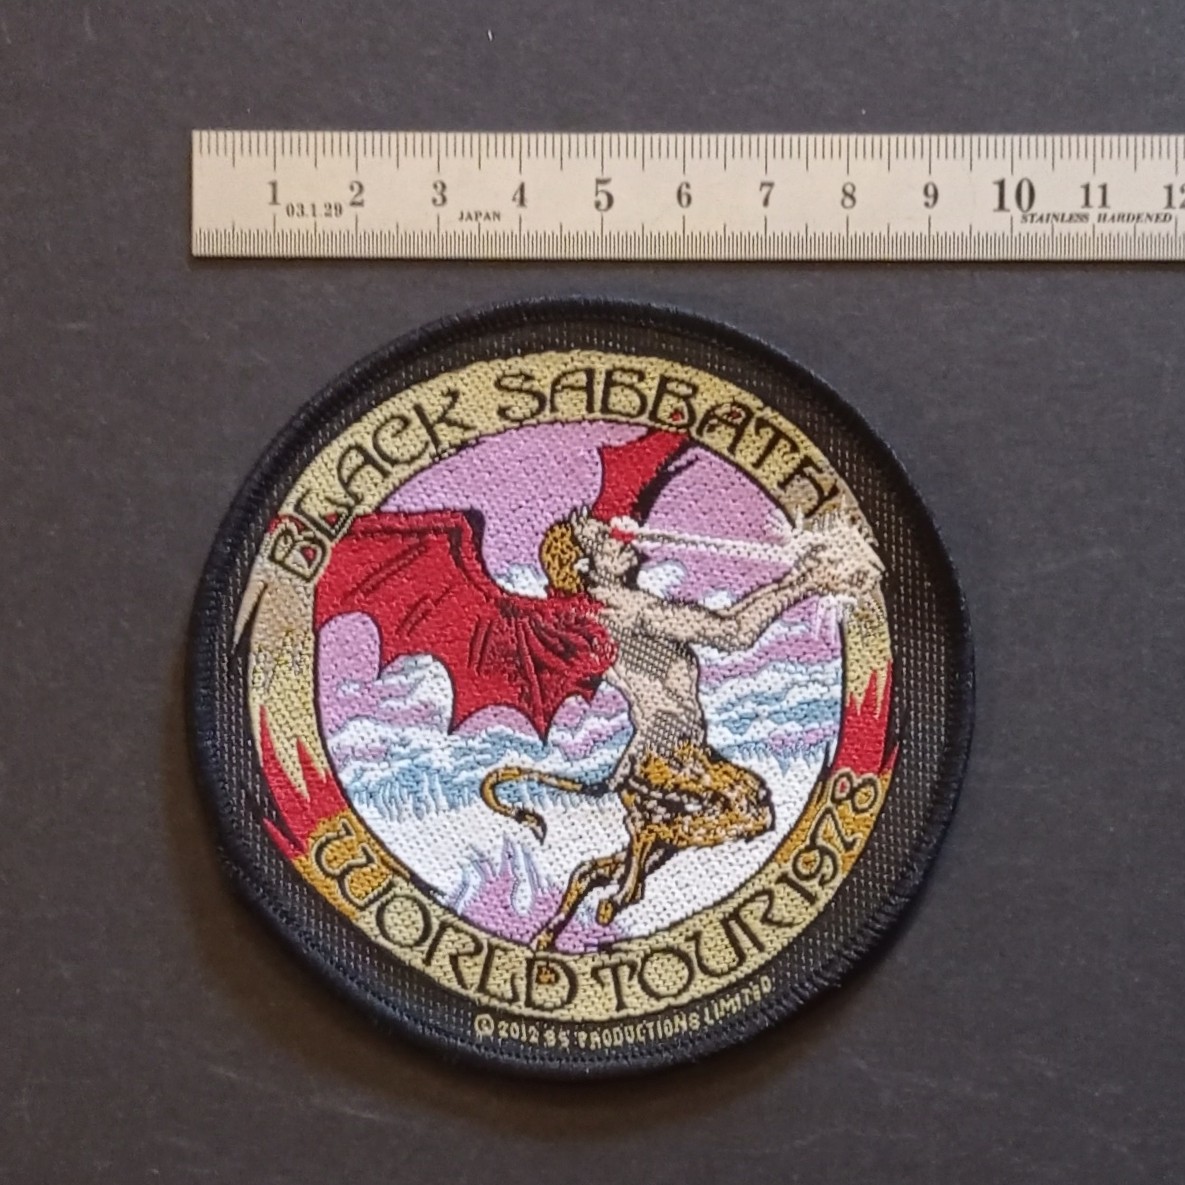 1 2 3 4 5 6 7 8 9 10 11 12
03.1.29 JAPAN STAINLESS HARDENED
BLACK SABBATH
WORLD TOUR 1978
© 2012 BS PRODUCTIONS LIMITED